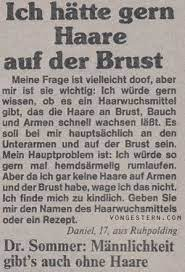 Ich hätte gern
Haare
auf der Brust
Meine Frage ist vielleicht doof, aber
mir ist sie wichtig: Ich würde gern
wissen, ob es ein Haarwuchsmittel
gibt, das die Haare an Brust, Bauch
und Armen schnell wachsen läßt. Es
soll bei mir hauptsächlich an den
Unterarmen und auf der Brust sein.
Mein Hauptproblem ist: Ich würde so
gern mal hemdsärmelig rumlaufen.
Aber da ich gar keine Haare auf Armen
und der Brust habe, wage ich das nicht.
Ich finde mich zu kindlich. Geben Sie
mir den Namen des Haarwuchsmittels
oder ein Rezept.
VONGESTERN.COM
Daniel, 17, aus Ruhpolding
Dr. Sommer: Männlichkeit
gibt's auch ohne Haare